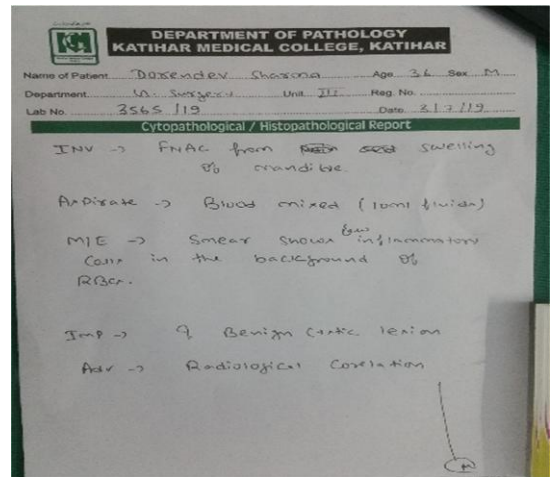 DEPARTMENT OF PATHOLOGY
KATIHAR MEDICAL COLLEGE, KATIHAR
Name of Patient Dorendev Sharma Age 36 Sex M
Department Surgery Unit III Reg. No.
Lab No. 3565/19 Date 3/7/19
Cytopathological / Histopathological Report
INV -> FNAC from swelling
of mandible.
Aspirate -> Blood mixed (10ml fluid)
M/E -> Smear shows few inflammatory
cells in the background of
RBCs.
Imp -> ? Benign cystic lesion
Adv -> Radiological Corelation